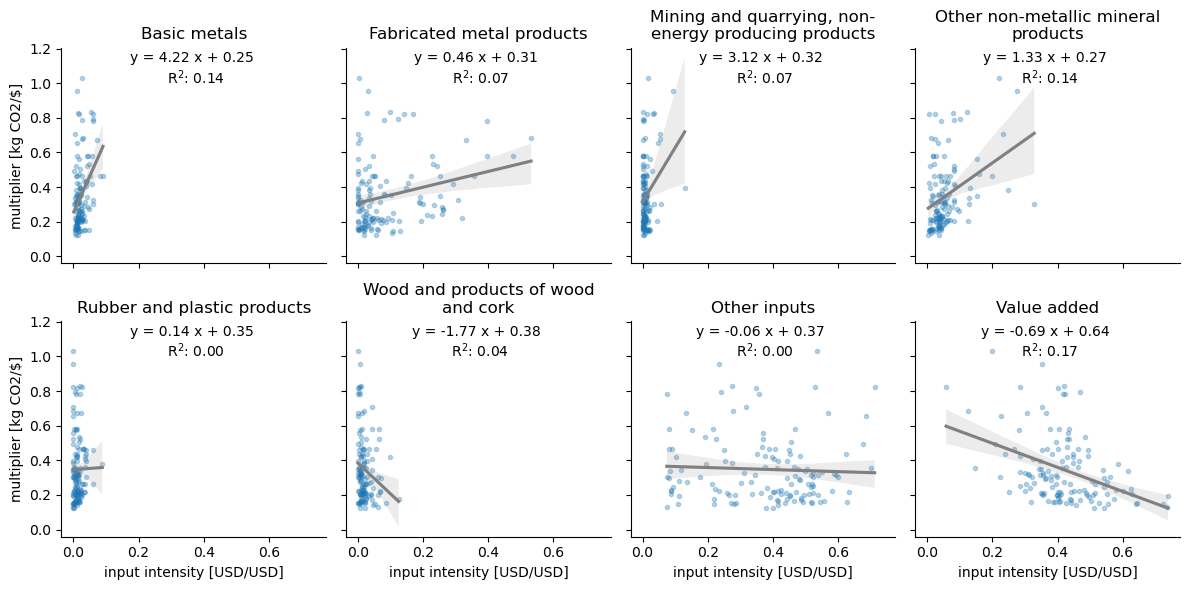 Basic metals
y = 4.22 x + 0.25
R²: 0.14
Fabricated metal products
y = 0.46 x + 0.31
R²: 0.07
Mining and quarrying, non-
energy producing products
y = 3.12 x + 0.32
R²: 0.07
Other non-metallic mineral
products
y = 1.33 x + 0.27
R²: 0.14
multiplier [kg CO2/$]
1.2
1.0
0.8
0.6
0.4
0.2
0.0
Rubber and plastic products
y = 0.14 x + 0.35
R²: 0.00
Wood and products of wood
and cork
y = -1.77 x + 0.38
R²: 0.04
Other inputs
y = -0.06 x + 0.37
R²: 0.00
Value added
y = -0.69 x + 0.64
R²: 0.17
multiplier [kg CO2/$]
1.2
1.0
0.8
0.6
0.4
0.2
0.0
0.0 0.2 0.4 0.6
input intensity [USD/USD]
0.0 0.2 0.4 0.6
input intensity [USD/USD]
0.0 0.2 0.4 0.6
input intensity [USD/USD]
0.0 0.2 0.4 0.6
input intensity [USD/USD]